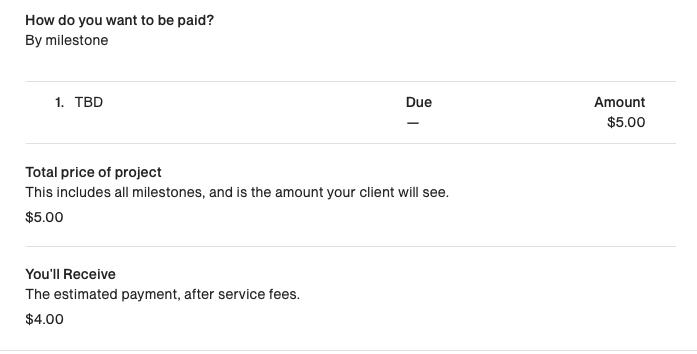 How do you want to be paid?
By milestone
1. TBD Due Amount
— $5.00
Total price of project
This includes all milestones, and is the amount your client will see.
$5.00
You'll Receive
The estimated payment, after service fees.
$4.00